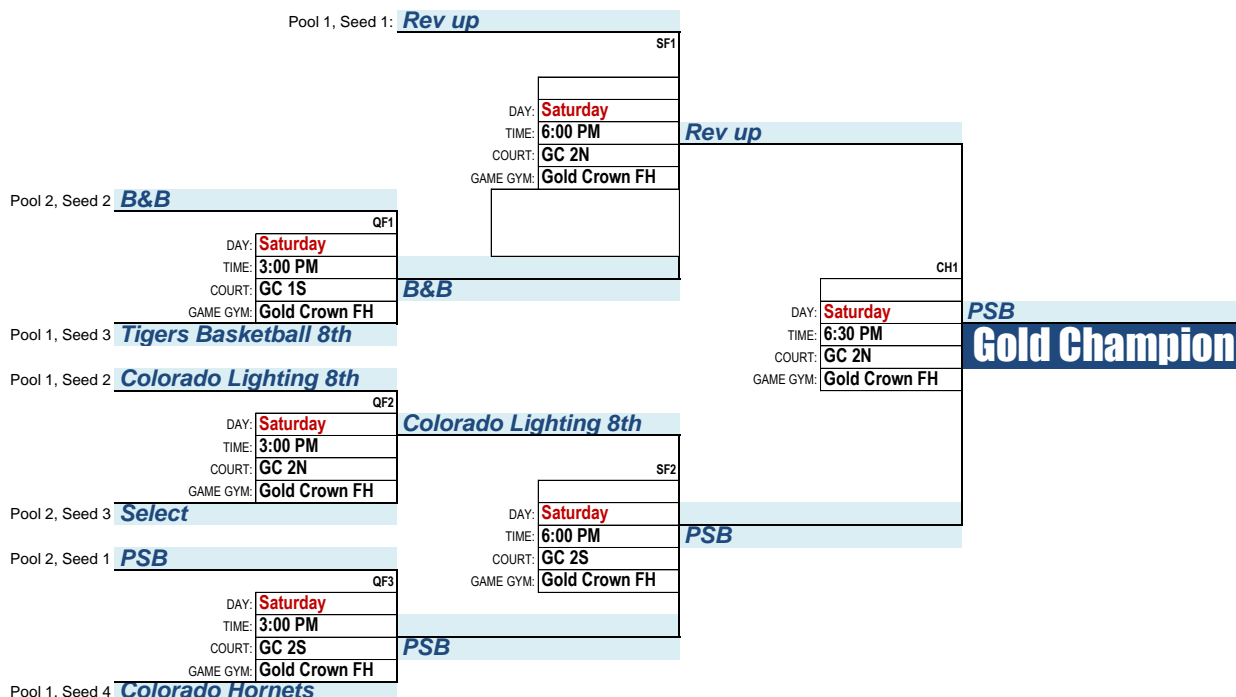 Pool 1, Seed 1: Rev up
SF1
DAY: Saturday
TIME: 6:00 PM
COURT: GC 2N
GAME GYM: Gold Crown FH
Rev up
Pool 2, Seed 2 B&B
QF1
DAY: Saturday
TIME: 3:00 PM
COURT: GC 1S
GAME GYM: Gold Crown FH
B&B
Pool 1, Seed 3 Tigers Basketball 8th
CH1
DAY: Saturday
TIME: 6:30 PM
COURT: GC 2N
GAME GYM: Gold Crown FH
PSB
Gold Champion
Pool 1, Seed 2 Colorado Lighting 8th
QF2
DAY: Saturday
TIME: 3:00 PM
COURT: GC 2N
GAME GYM: Gold Crown FH
Colorado Lighting 8th
Pool 2, Seed 3 Select
SF2
DAY: Saturday
TIME: 6:00 PM
COURT: GC 2S
GAME GYM: Gold Crown FH
PSB
Pool 2, Seed 1 PSB
QF3
DAY: Saturday
TIME: 3:00 PM
COURT: GC 2S
GAME GYM: Gold Crown FH
PSB
Pool 1, Seed 4 Colorado Hornets